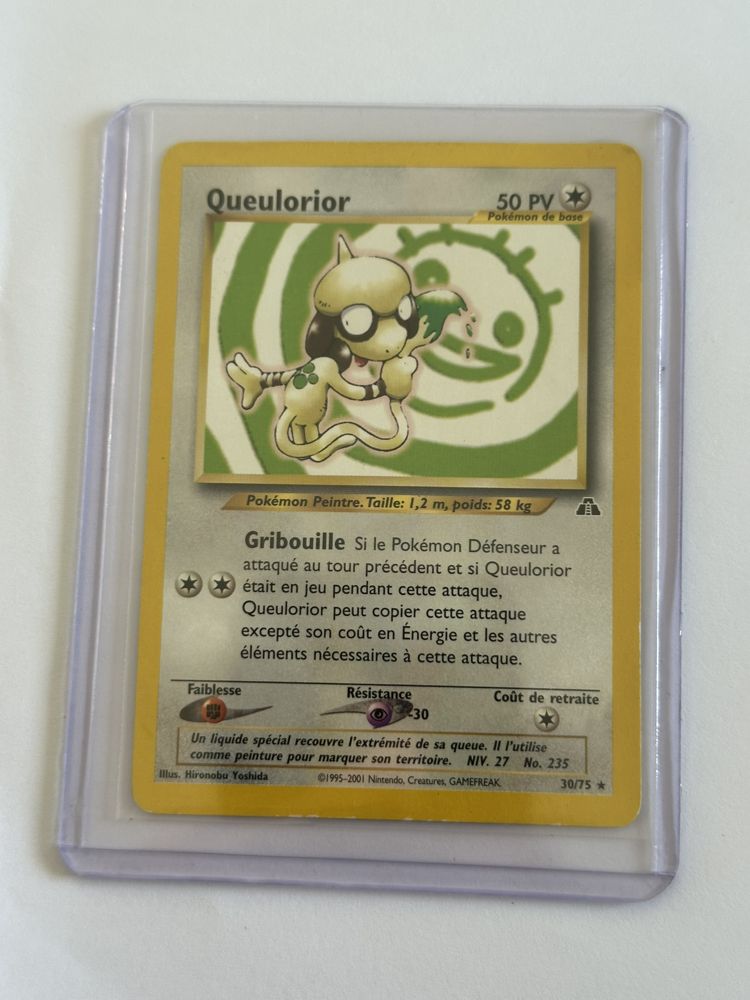 Queulorior
50 PV
Pokémon de base
Pokémon Peintre. Taille: 1,2 m, poids: 58 kg
Gribouille Si le Pokémon Défenseur a
attaqué au tour précédent et si Queulorior
était en jeu pendant cette attaque,
Queulorior peut copier cette attaque
excepté son coût en Énergie et les autres
éléments nécessaires à cette attaque.
Faiblesse Résistance Coût de retraite
-30
Un liquide spécial recouvre l'extrémité de sa queue. Il l'utilise
comme peinture pour marquer son territoire. NIV. 27 No. 235
Illus. Hironobu Yoshida ©1995-2001 Nintendo, Creatures, GAMEFREAK. 30/75 ★